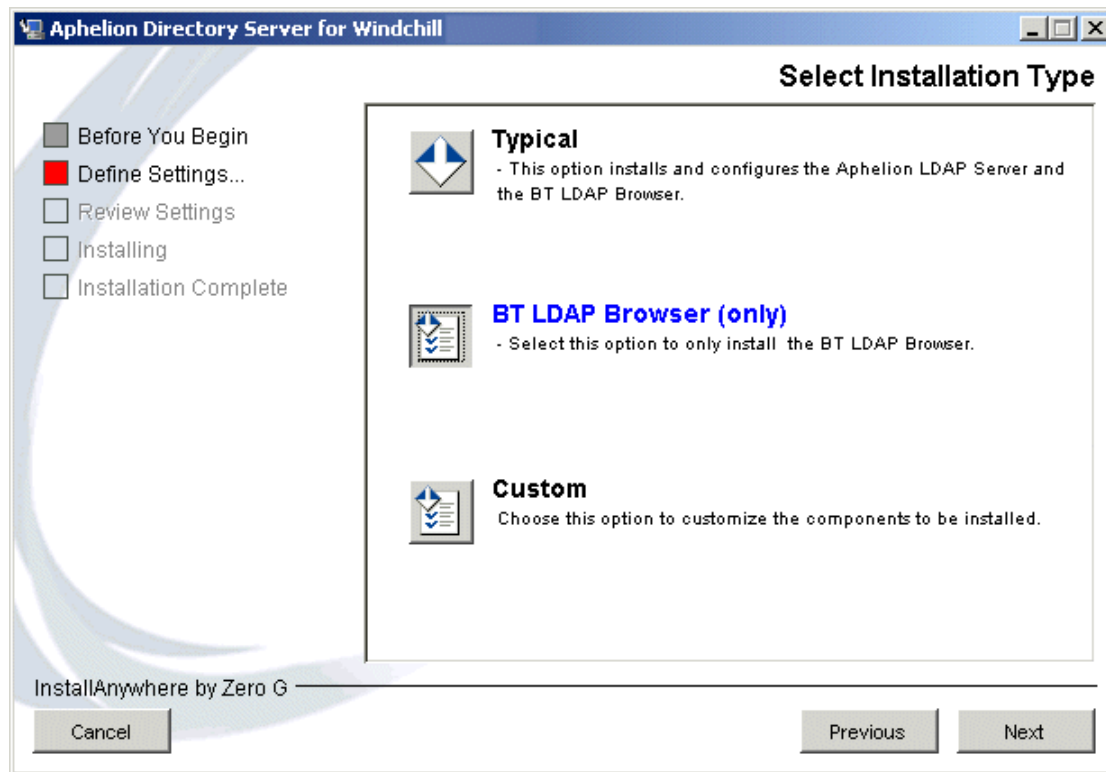 Aphelion Directory Server for Windchill
Select Installation Type
Before You Begin
Define Settings...
Review Settings
Installing
Installation Complete
Typical
- This option installs and configures the Aphelion LDAP Server and
the BT LDAP Browser.
BT LDAP Browser (only)
- Select this option to only install the BT LDAP Browser.
Custom
Choose this option to customize the components to be installed.
InstallAnywhere by Zero G
Cancel
Previous
Next